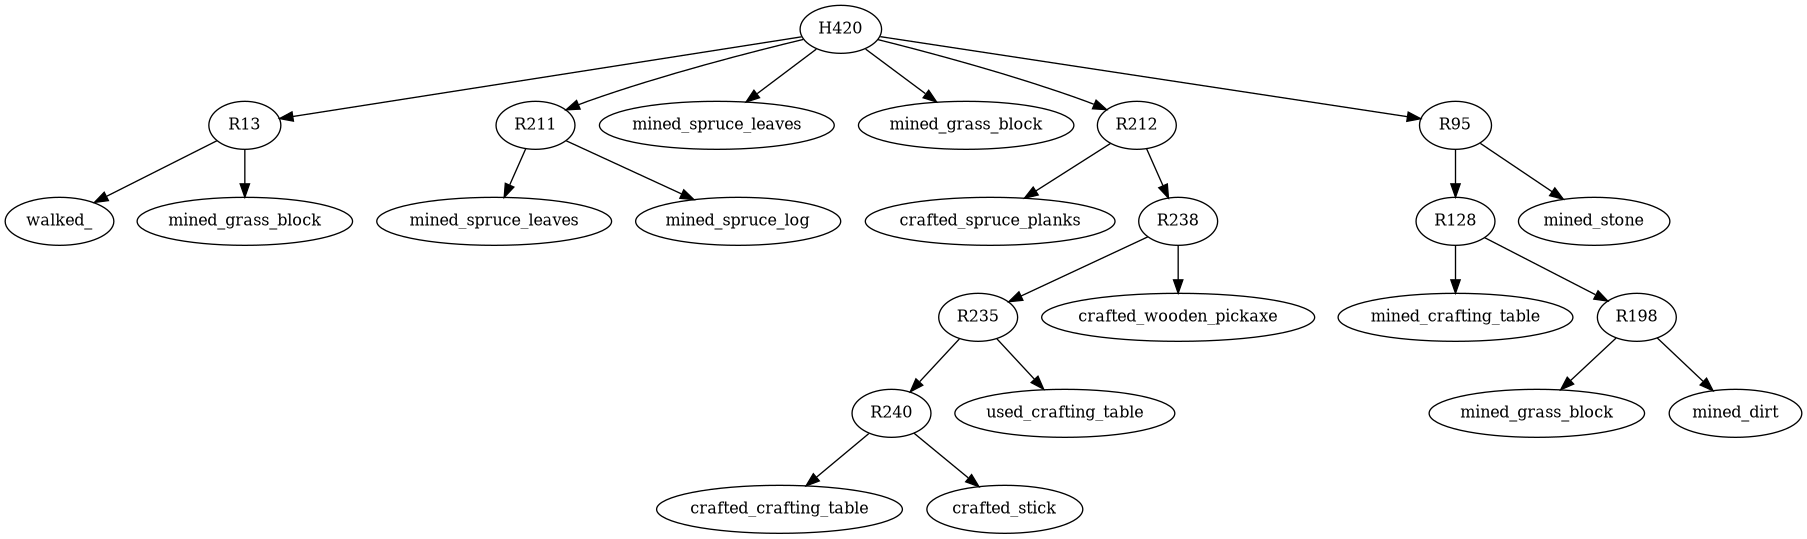 H420
R13
R211
mined_spruce_leaves
mined_grass_block
R212
R95
walked_
mined_grass_block
mined_spruce_leaves
mined_spruce_log
crafted_spruce_planks
R238
R128
mined_stone
R235
crafted_wooden_pickaxe
mined_crafting_table
R198
R240
used_crafting_table
mined_grass_block
mined_dirt
crafted_crafting_table
crafted_stick